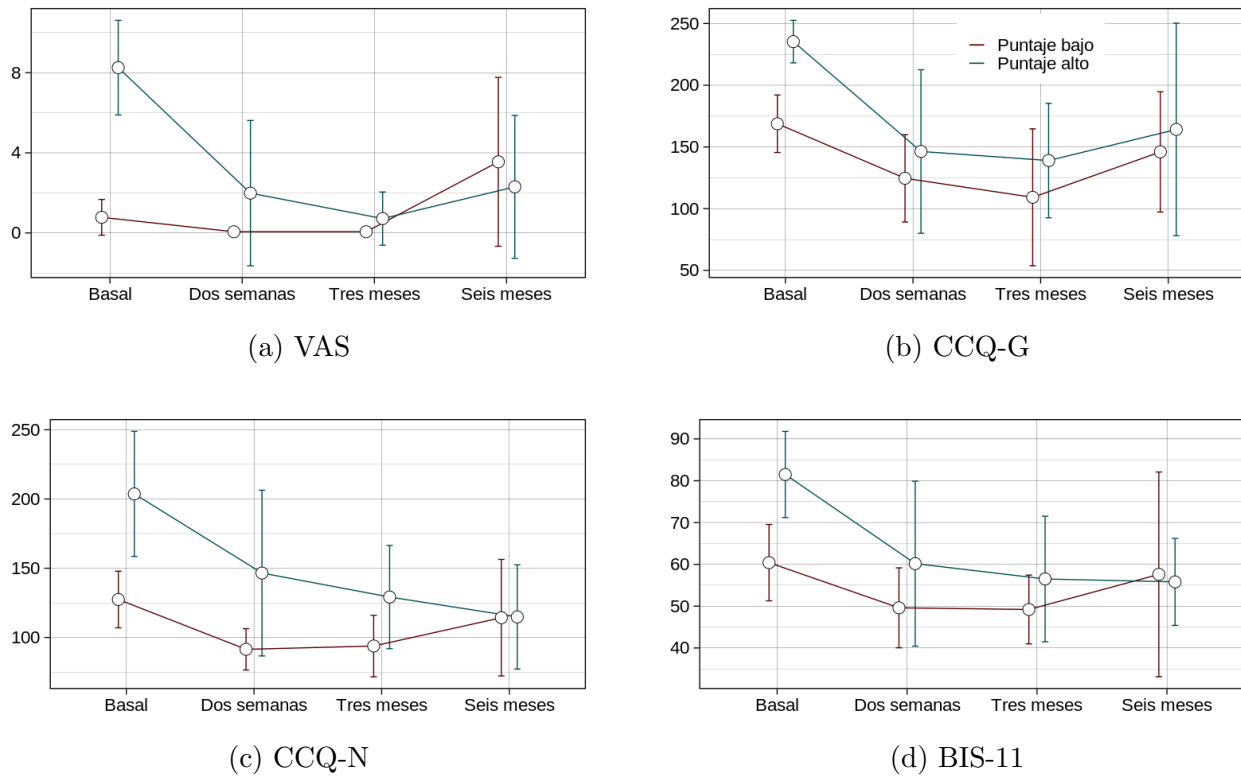 8
4
0
Basal
Dos semanas
Tres meses
Seis meses
(a) VAS
250
200
150
100
50
Puntaje bajo
Puntaje alto
Basal
Dos semanas
Tres meses
Seis meses
(b) CCQ-G
250
200
150
100
Basal
Dos semanas
Tres meses
Seis meses
(c) CCQ-N
90
80
70
60
50
40
Basal
Dos semanas
Tres meses
Seis meses
(d) BIS-11